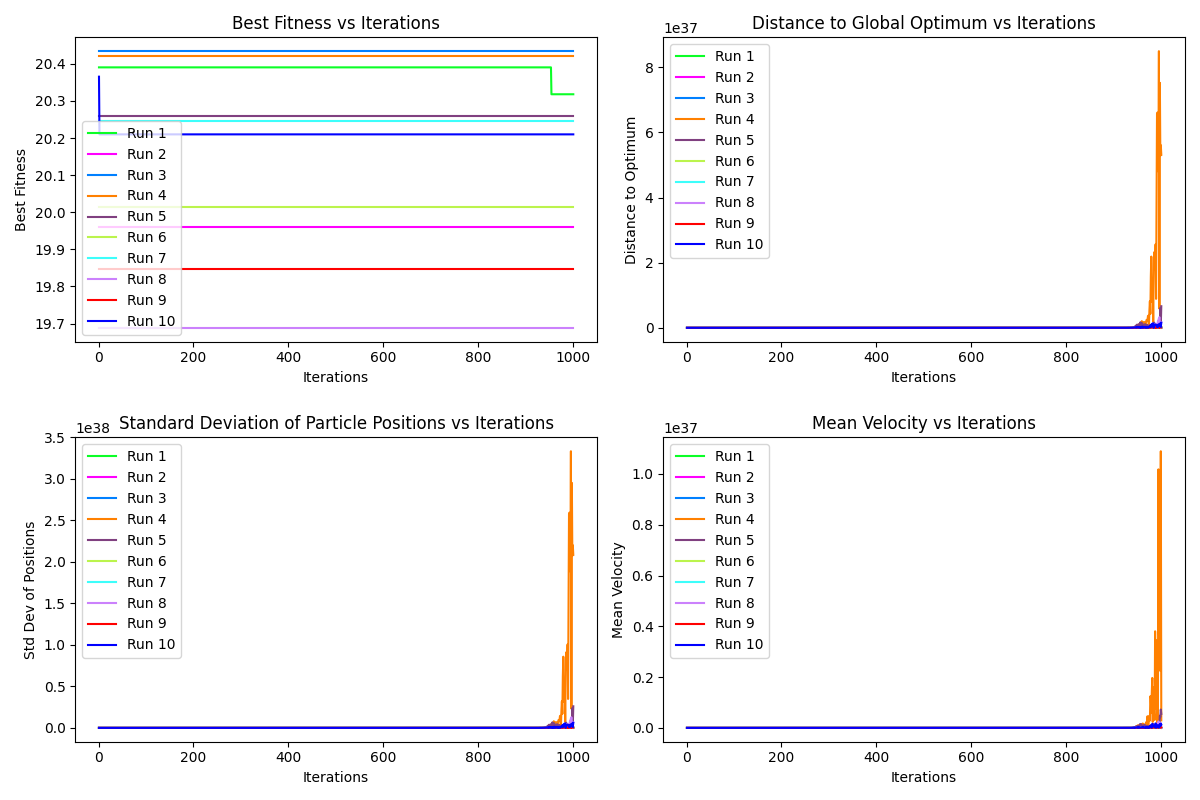 Best Fitness vs Iterations
Best Fitness
20.4
20.3
20.2
20.1
20.0
19.9
19.8
19.7
Run 1
Run 2
Run 3
Run 4
Run 5
Run 6
Run 7
Run 8
Run 9
Run 10
0 200 400 600 800 1000
Iterations
Distance to Global Optimum vs Iterations
1e37
Distance to Optimum
8
6
4
2
0
Run 1
Run 2
Run 3
Run 4
Run 5
Run 6
Run 7
Run 8
Run 9
Run 10
0 200 400 600 800 1000
Iterations
Standard Deviation of Particle Positions vs Iterations
1e38
Std Dev of Positions
3.5
3.0
2.5
2.0
1.5
1.0
0.5
0.0
Run 1
Run 2
Run 3
Run 4
Run 5
Run 6
Run 7
Run 8
Run 9
Run 10
0 200 400 600 800 1000
Iterations
Mean Velocity vs Iterations
1e37
Mean Velocity
1.0
0.8
0.6
0.4
0.2
0.0
Run 1
Run 2
Run 3
Run 4
Run 5
Run 6
Run 7
Run 8
Run 9
Run 10
0 200 400 600 800 1000
Iterations